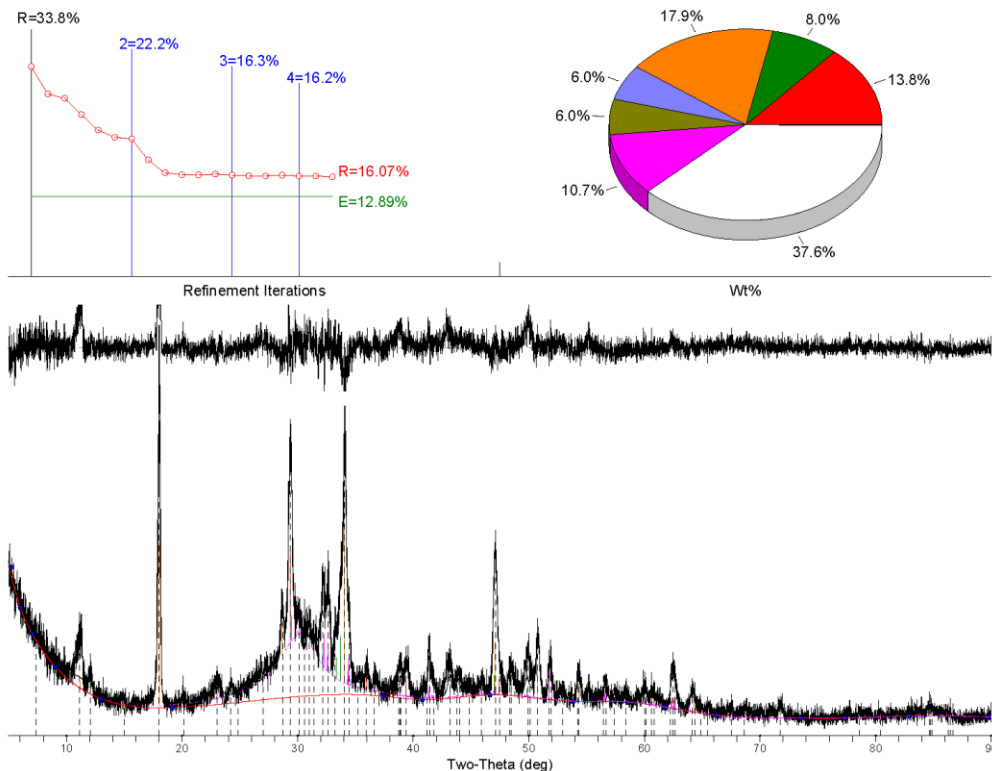 R=33.8%
2=22.2%
3=16.3%
4=16.2%
R=16.07%
E=12.89%
17.9%
8.0%
6.0%
13.8%
6.0%
10.7%
37.6%
Refinement Iterations
Wt%
10 20 30 40 50 60 70 80 90
Two-Theta (deg)